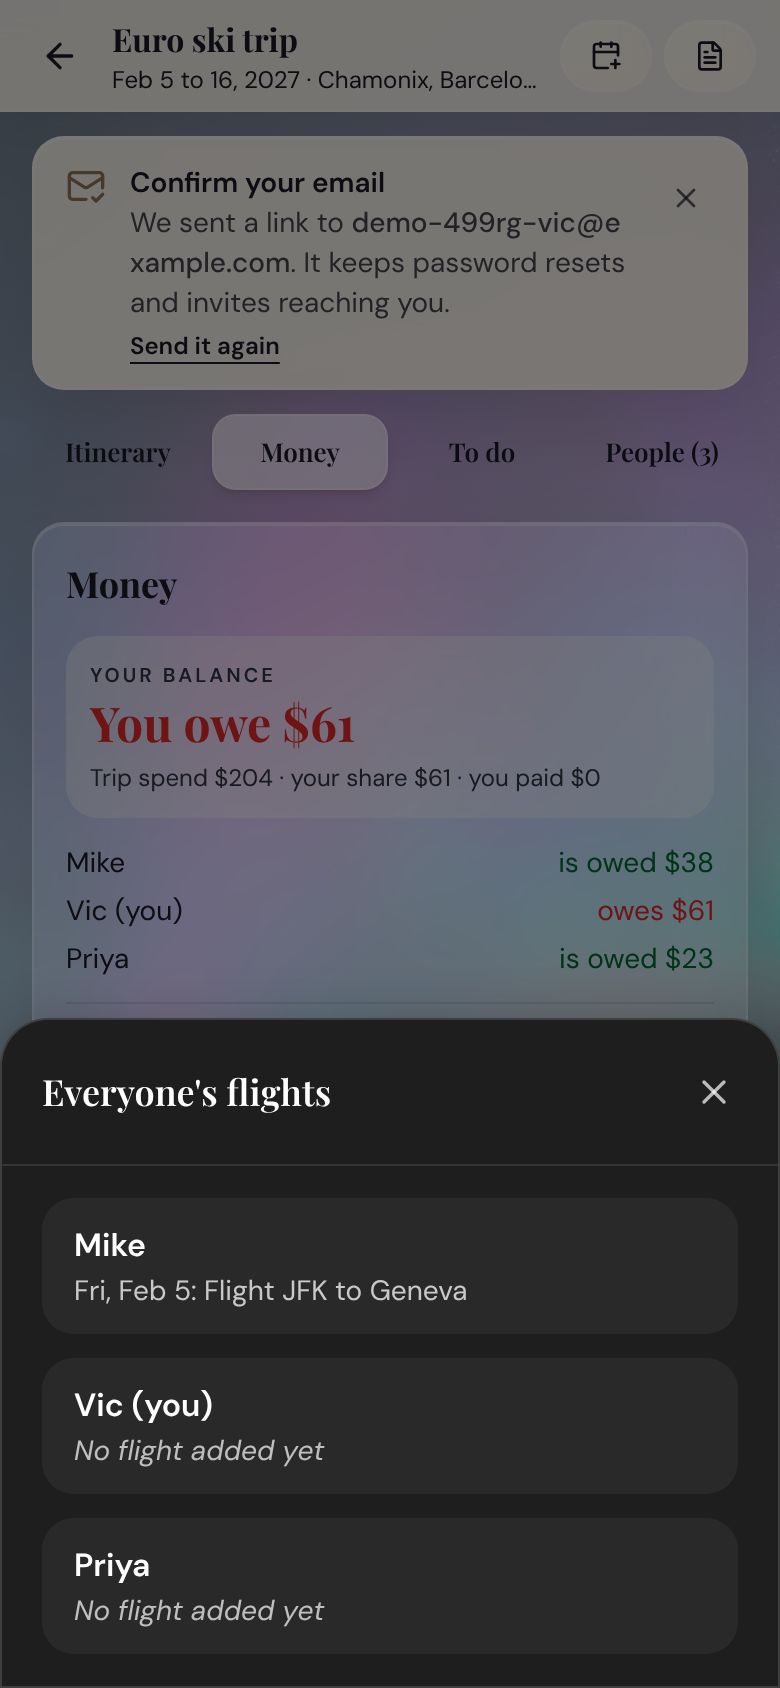 Euro ski trip
Feb 5 to 16, 2027 · Chamonix, Barcelo...
Confirm your email
We sent a link to demo-499rg-vic@e
xample.com. It keeps password resets
and invites reaching you.
Send it again
Itinerary Money To do People (3)
Money
YOUR BALANCE
You owe $61
Trip spend $204 · your share $61 · you paid $0
Mike is owed $38
Vic (you) owes $61
Priya is owed $23
Everyone's flights
Mike
Fri, Feb 5: Flight JFK to Geneva
Vic (you)
No flight added yet
Priya
No flight added yet